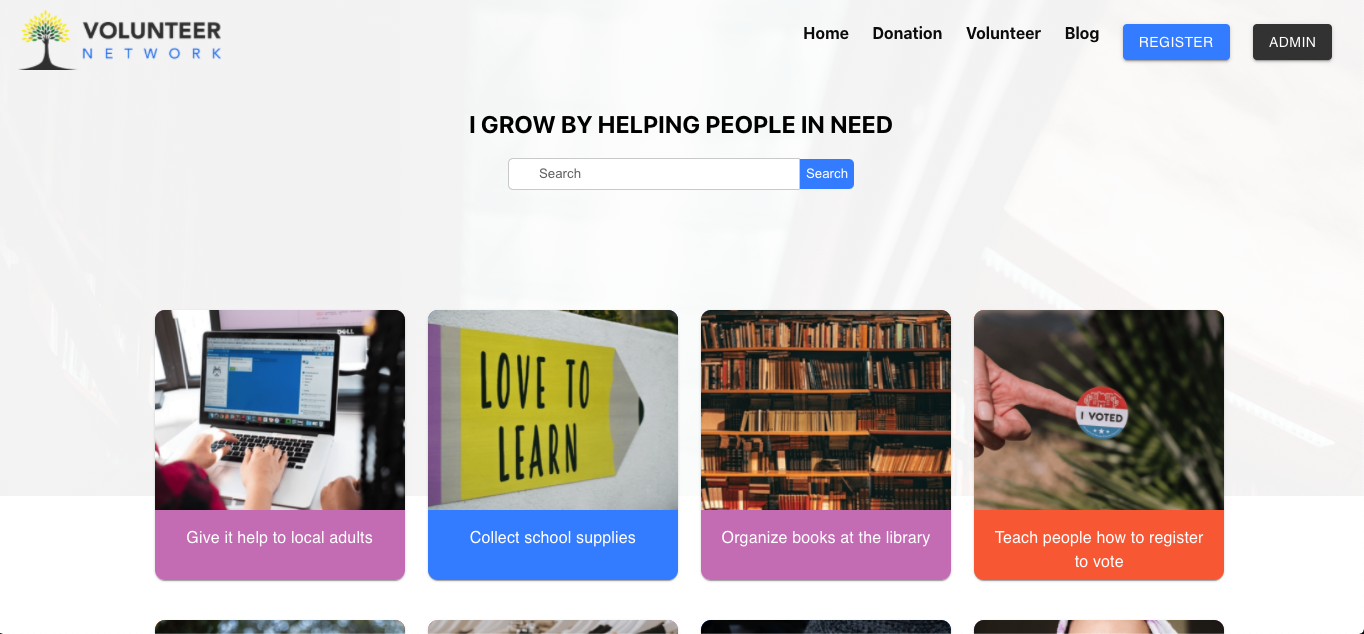 VOLUNTEER
NETWORK
Home Donation Volunteer Blog REGISTER ADMIN
I GROW BY HELPING PEOPLE IN NEED
Search Search
DELL
LOVE TO
LEARN
I VOTED
Give it help to local adults
Collect school supplies
Organize books at the library
Teach people how to register
to vote